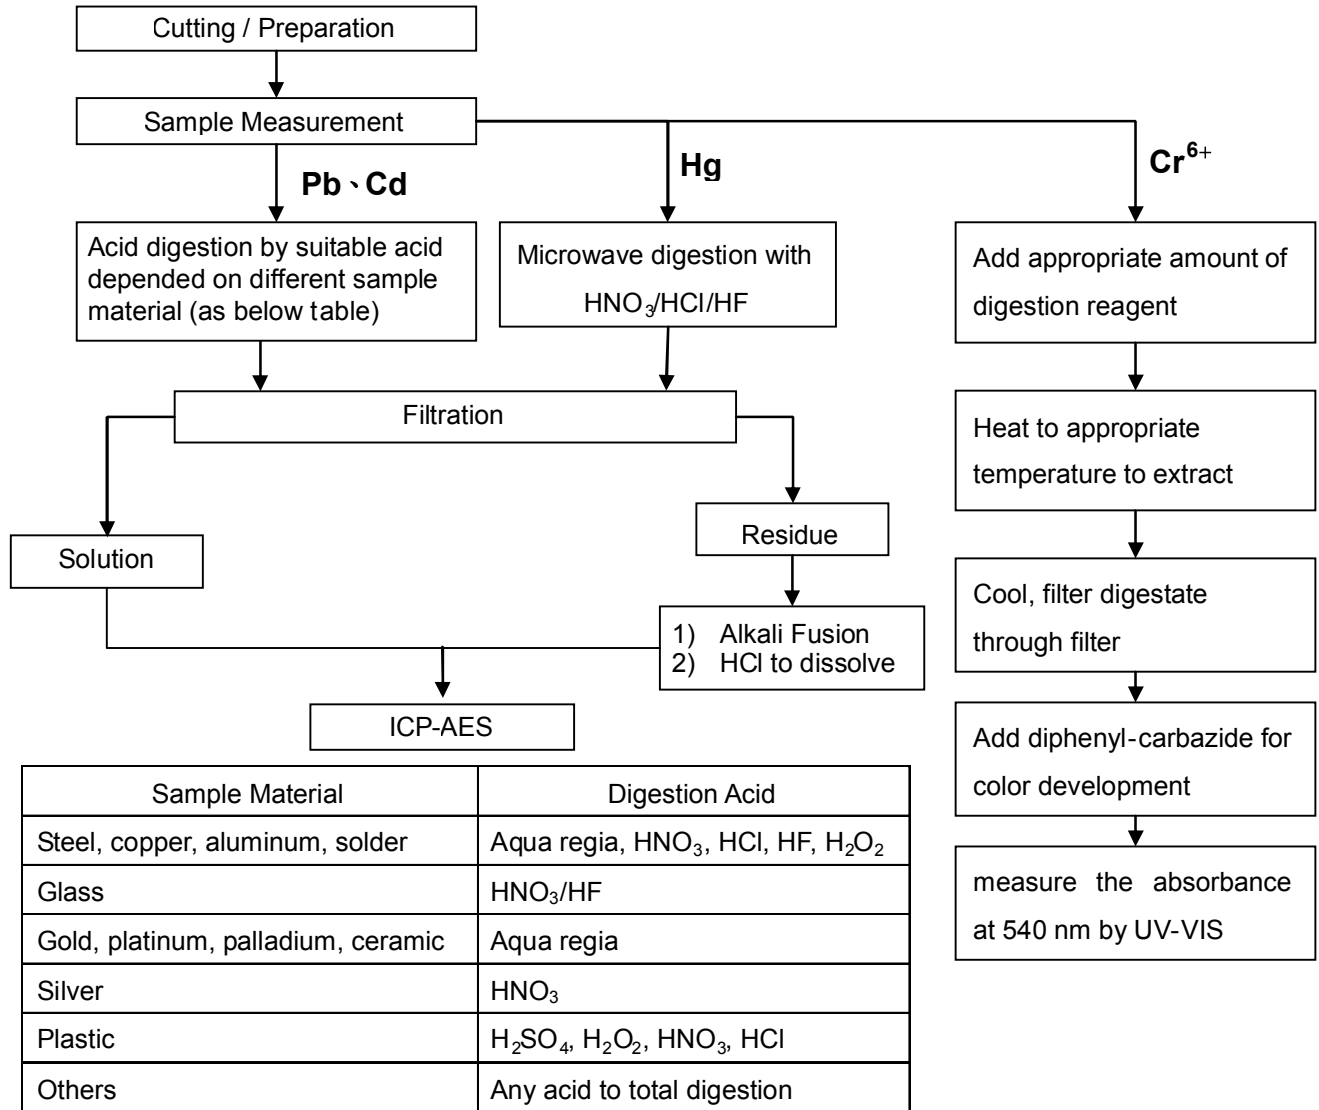 Cutting / Preparation
Sample Measurement
Pb、Cd
Hg
Cr⁶⁺
Acid digestion by suitable acid
depended on different sample
material (as below table)
Microwave digestion with
HNO₃/HCl/HF
Add appropriate amount of
digestion reagent
Filtration
Heat to appropriate
temperature to extract
Solution
Residue
1) Alkali Fusion
2) HCl to dissolve
Cool, filter digestate
through filter
ICP-AES
Add diphenyl-carbazide for
color development
measure the absorbance
at 540 nm by UV-VIS
Sample Material Digestion Acid
Steel, copper, aluminum, solder Aqua regia, HNO₃, HCl, HF, H₂O₂
Glass HNO₃/HF
Gold, platinum, palladium, ceramic Aqua regia
Silver HNO₃
Plastic H₂SO₄, H₂O₂, HNO₃, HCl
Others Any acid to total digestion